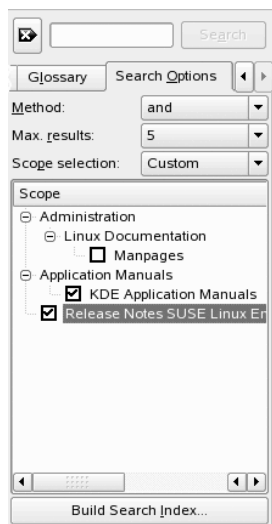 Search
Glossary Search Options
Method: and
Max. results: 5
Scope selection: Custom
Scope
Administration
Linux Documentation
Manpages
Application Manuals
KDE Application Manuals
Release Notes SUSE Linux En
Build Search Index...